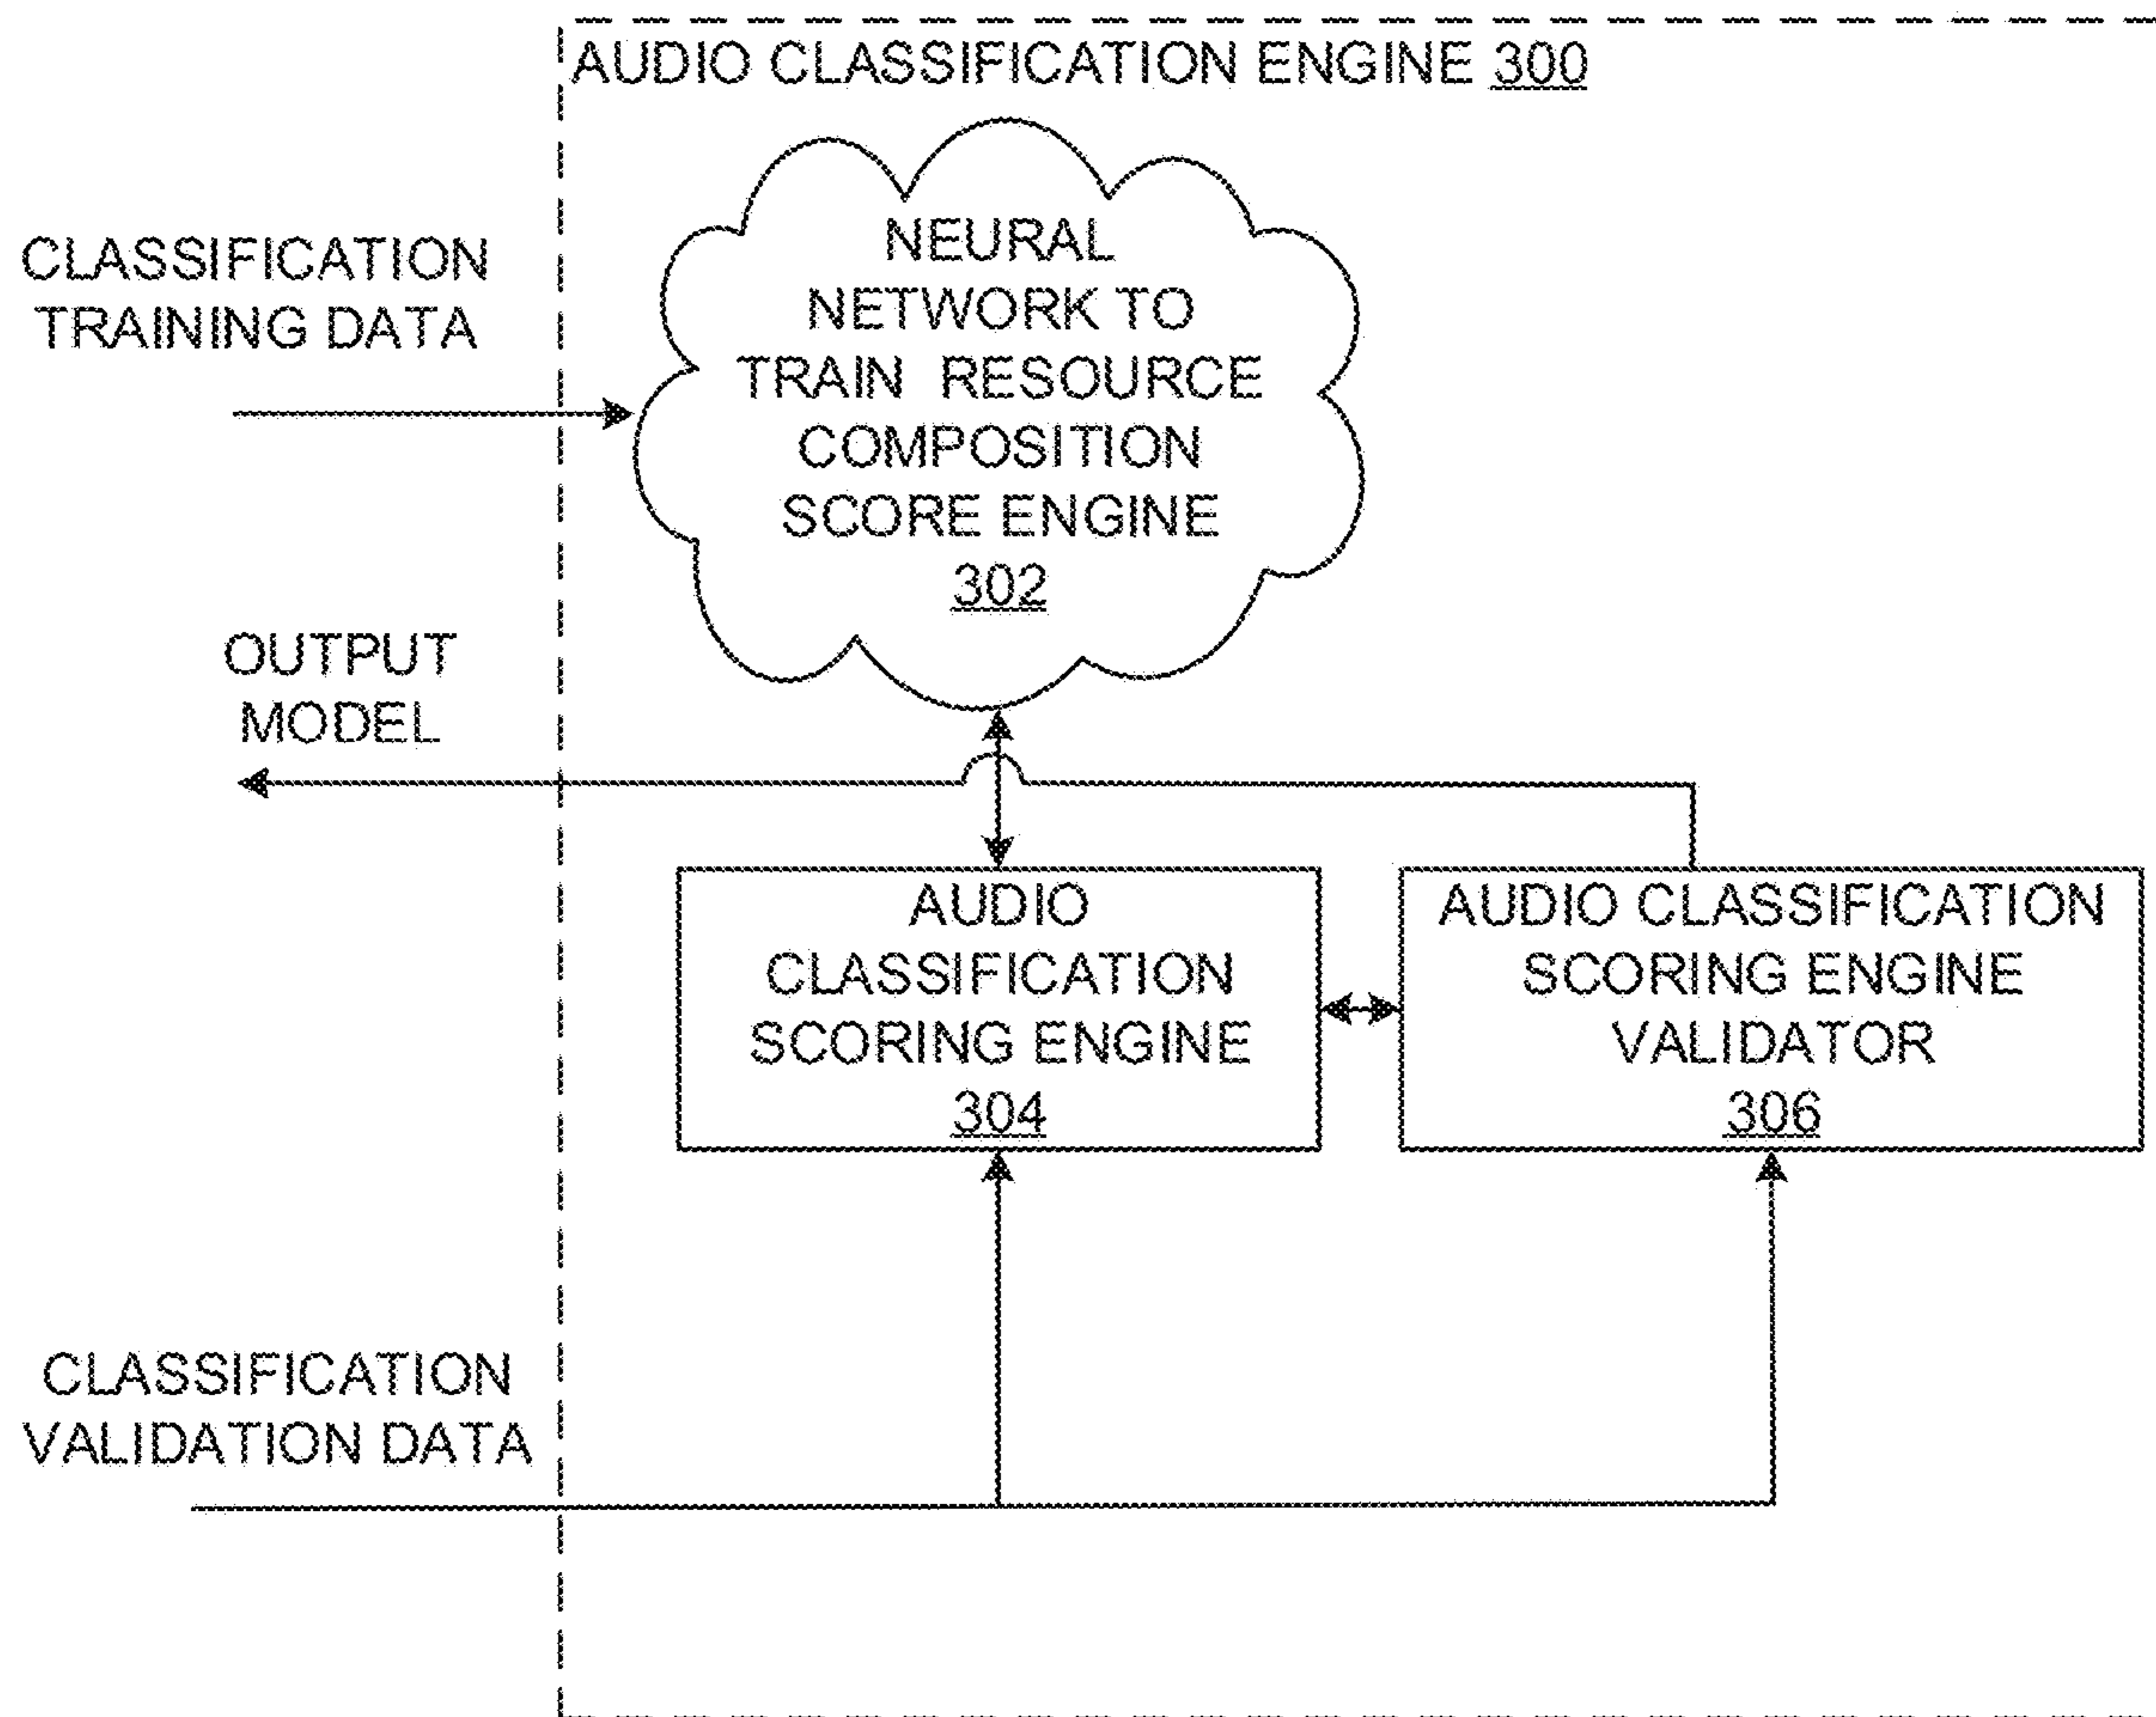 AUDIO CLASSIFICATION ENGINE 300
CLASSIFICATION
TRAINING DATA
NEURAL
NETWORK TO
TRAIN RESOURCE
COMPOSITION
SCORE ENGINE
302
OUTPUT
MODEL
AUDIO
CLASSIFICATION
SCORING ENGINE
304
AUDIO CLASSIFICATION
SCORING ENGINE
VALIDATOR
306
CLASSIFICATION
VALIDATION DATA